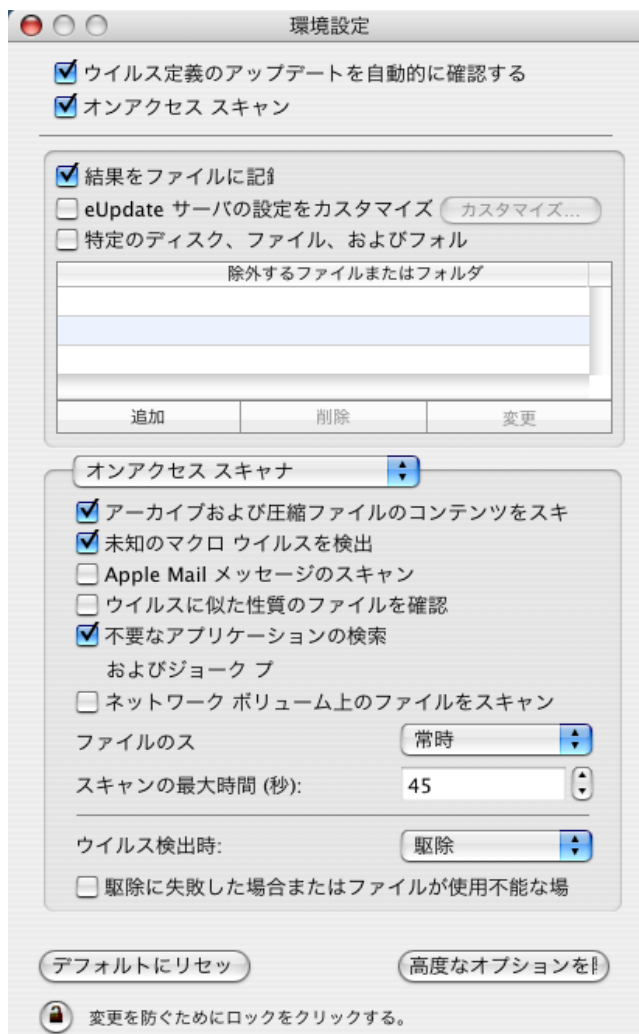 環境設定
ウイルス定義のアップデートを自動的に確認する
オンアクセス スキャン
結果をファイルに記
eUpdate サーバの設定をカスタマイズ カスタマイズ...
特定のディスク、ファイル、およびフォル
除外するファイルまたはフォルダ
追加 削除 変更
オンアクセス スキャナ
アーカイブおよび圧縮ファイルのコンテンツをスキ
未知のマクロ ウイルスを検出
Apple Mail メッセージのスキャン
ウイルスに似た性質のファイルを確認
不要なアプリケーションの検索
およびジョーク プ
ネットワーク ボリューム上のファイルをスキャン
ファイルのス 常時
スキャンの最大時間 (秒): 45
ウイルス検出時: 駆除
駆除に失敗した場合またはファイルが使用不能な場
デフォルトにリセッ 高度なオプションを
変更を防ぐためにロックをクリックする。